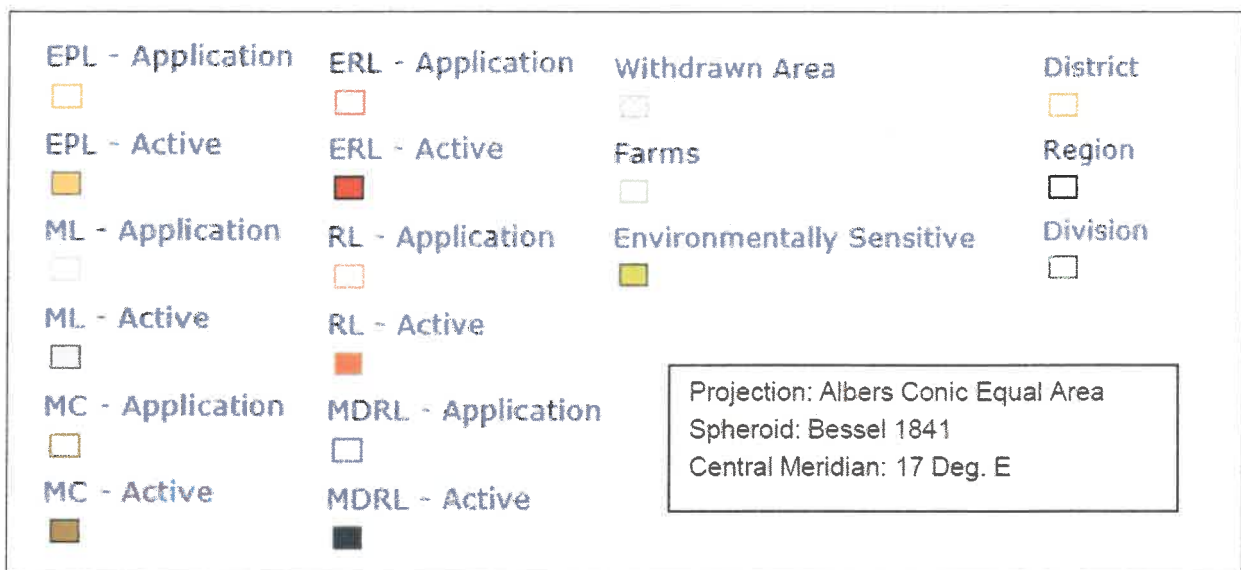 EPL - Application
EPL - Active
ML - Application
ML - Active
MC - Application
MC - Active
ERL - Application
ERL - Active
RL - Application
RL - Active
MDRL - Application
MDRL - Active
Withdrawn Area
Farms
Environmentally Sensitive
District
Region
Division
Projection: Albers Conic Equal Area
Spheroid: Bessel 1841
Central Meridian: 17 Deg. E